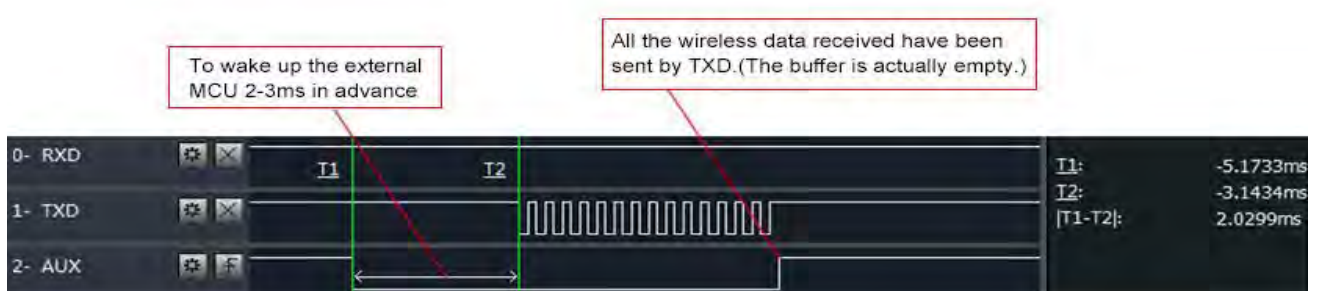 To wake up the external
MCU 2-3ms in advance
All the wireless data received have been
sent by TXD.(The buffer is actually empty.)
0- RXD
T1
T2
1- TXD
2- AUX
T1: -5.1733ms
T2: -3.1434ms
|T1-T2|: 2.0299ms